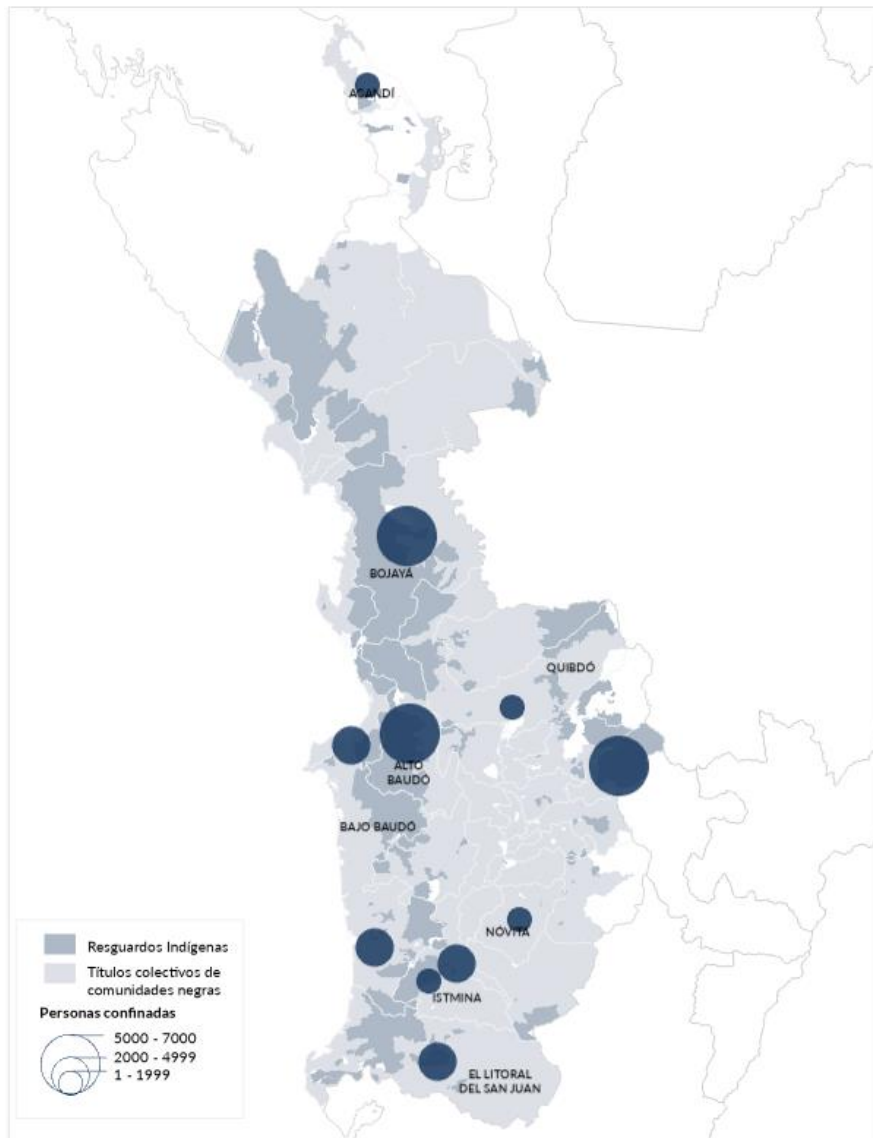 ACANDÍ
BOJAYÁ
QUIBDÓ
ALTO
BAUDÓ
BAJO BAUDÓ
NÓVITA
ISTMINA
EL LITORAL
DEL SAN JUAN
Resguardos Indígenas
Títulos colectivos de
comunidades negras
Personas confinadas
5000 - 7000
2000 - 4999
1 - 1999